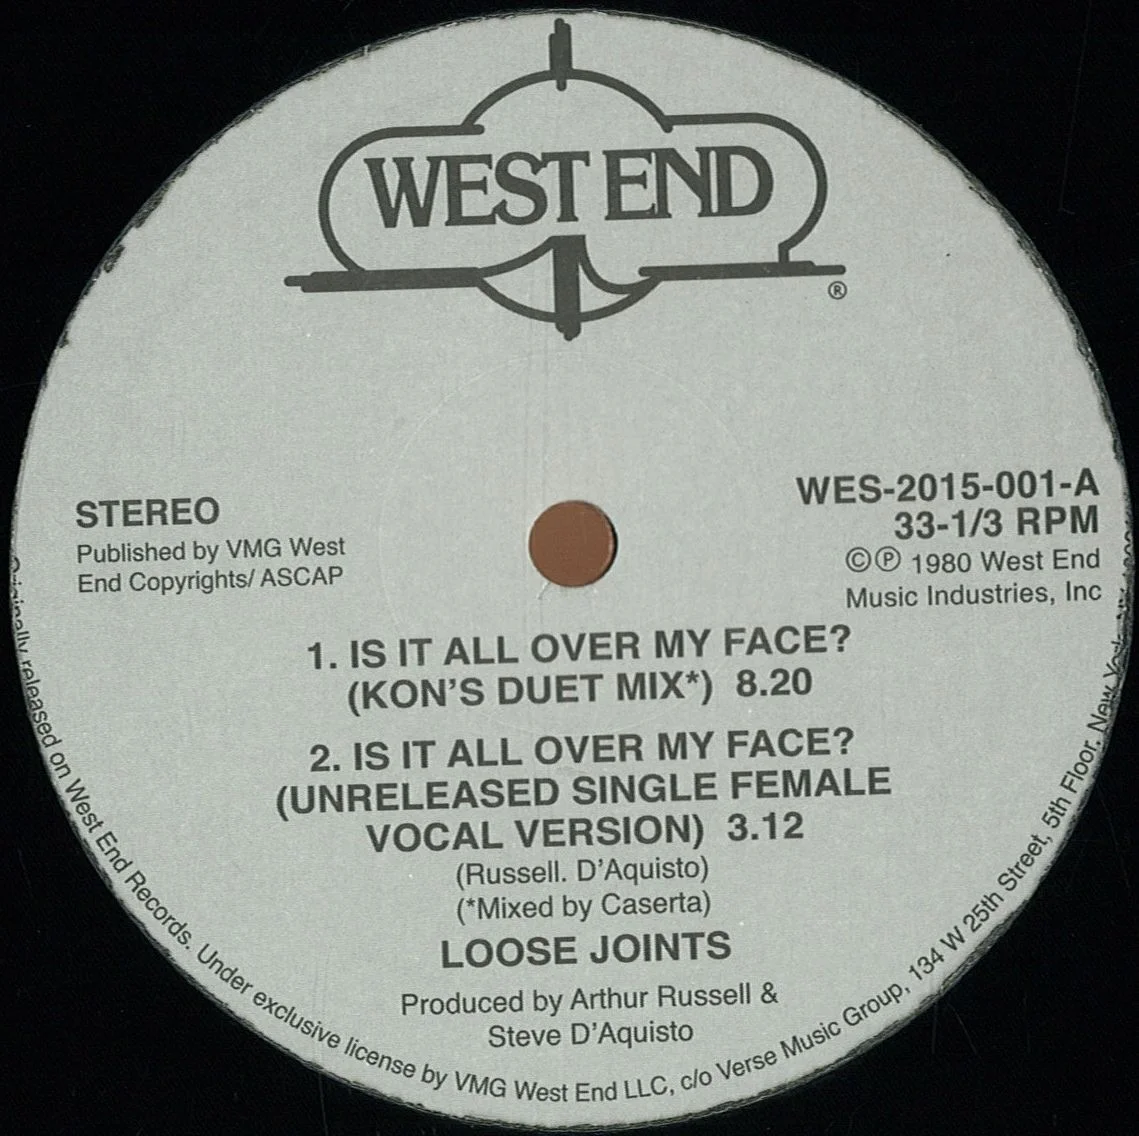 WEST END
®
STEREO
Published by VMG West
End Copyrights/ ASCAP
WES-2015-001-A
33-1/3 RPM
©℗ 1980 West End
Music Industries, Inc
1. IS IT ALL OVER MY FACE?
(KON'S DUET MIX*) 8.20
2. IS IT ALL OVER MY FACE?
(UNRELEASED SINGLE FEMALE
VOCAL VERSION) 3.12
(Russell. D'Aquisto)
(*Mixed by Caserta)
LOOSE JOINTS
Produced by Arthur Russell &
Steve D'Aquisto
Originally released on West End Records. Under exclusive license by VMG West End LLC, c/o Verse Music Group, 134 W 25th Street, 5th Floor. New York